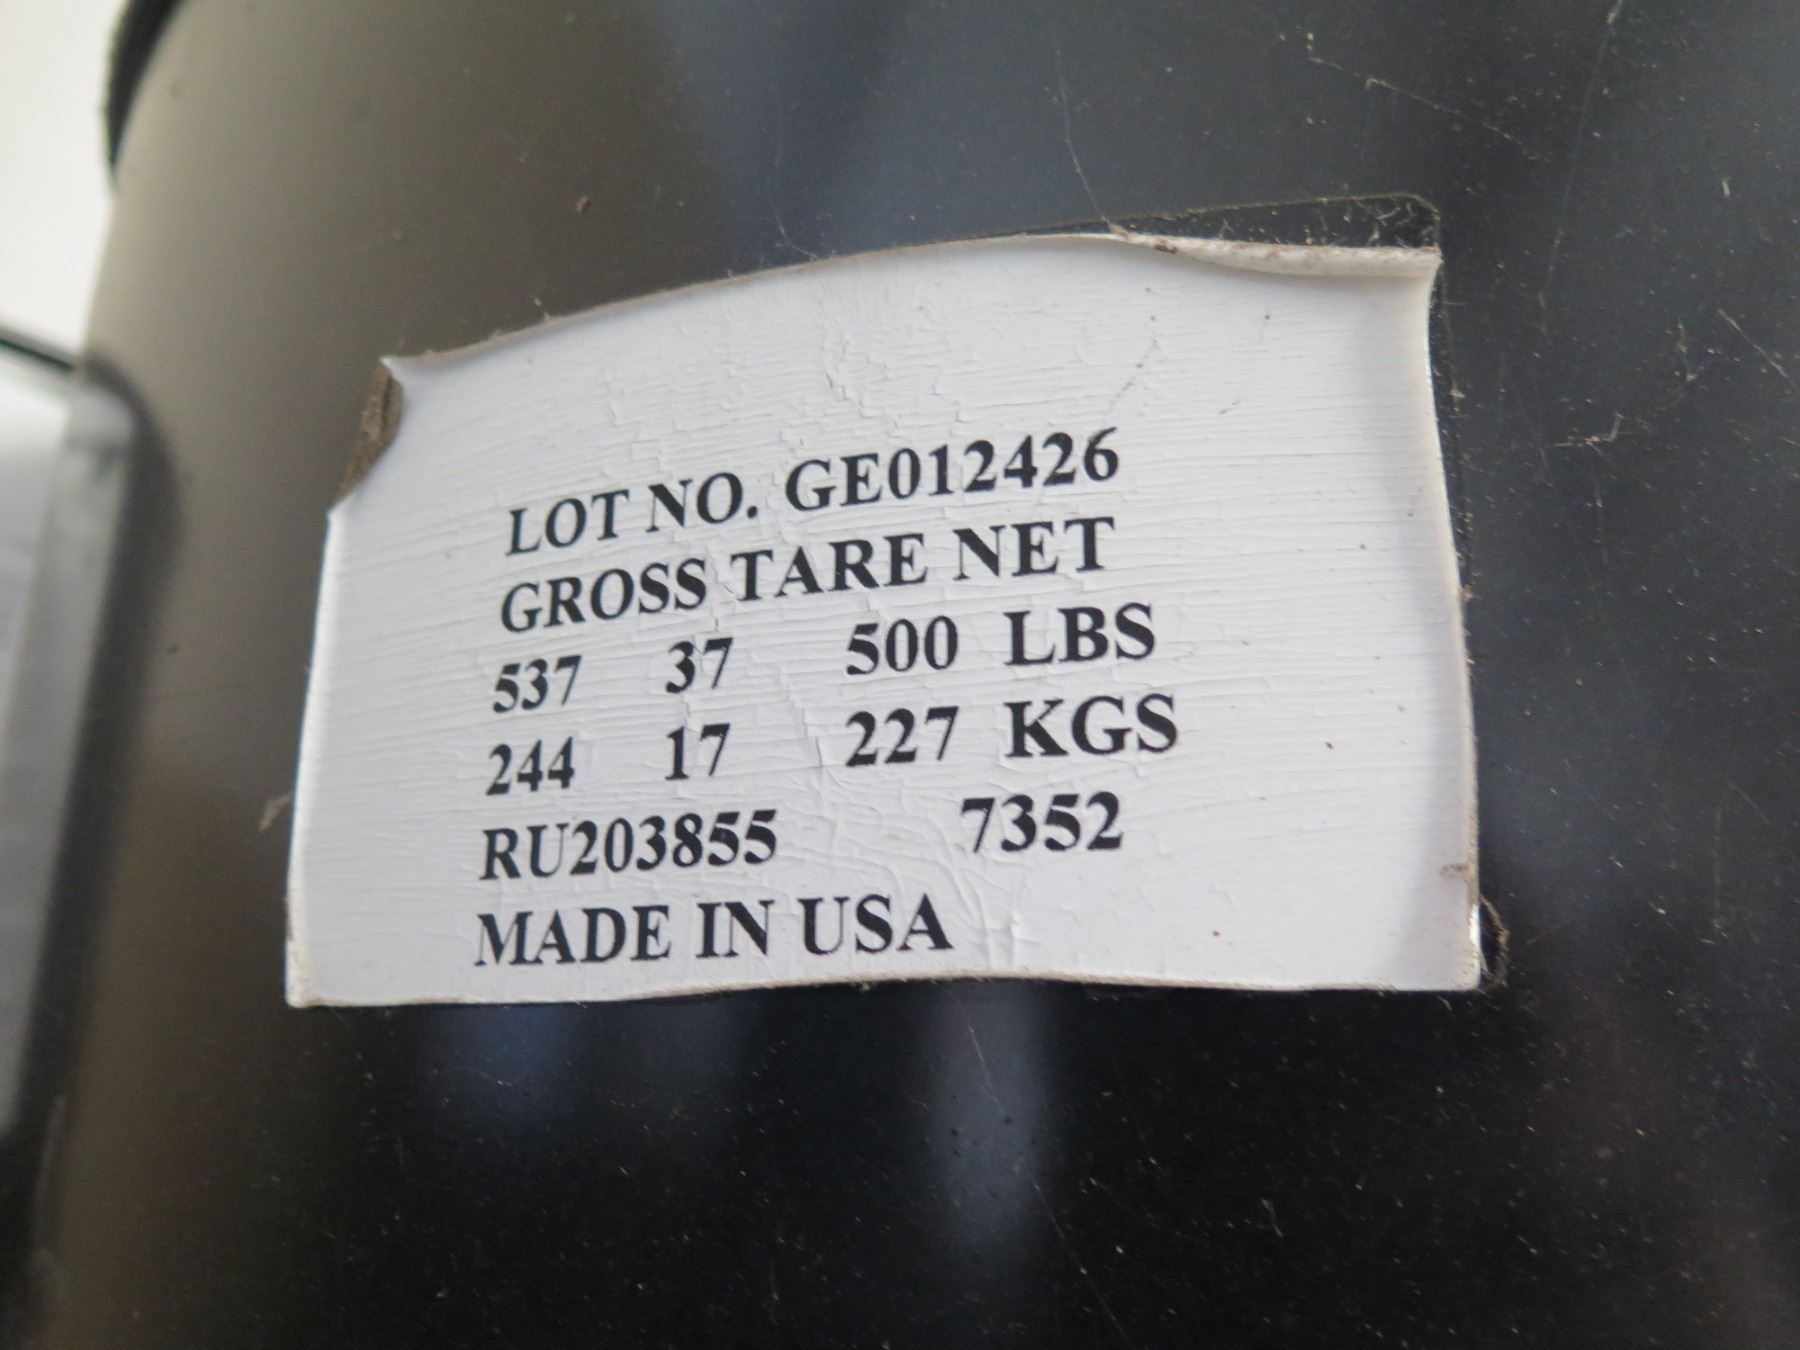 LOT NO. GE012426
GROSS TARE NET
537 37 500 LBS
244 17 227 KGS
RU203855 7352
MADE IN USA